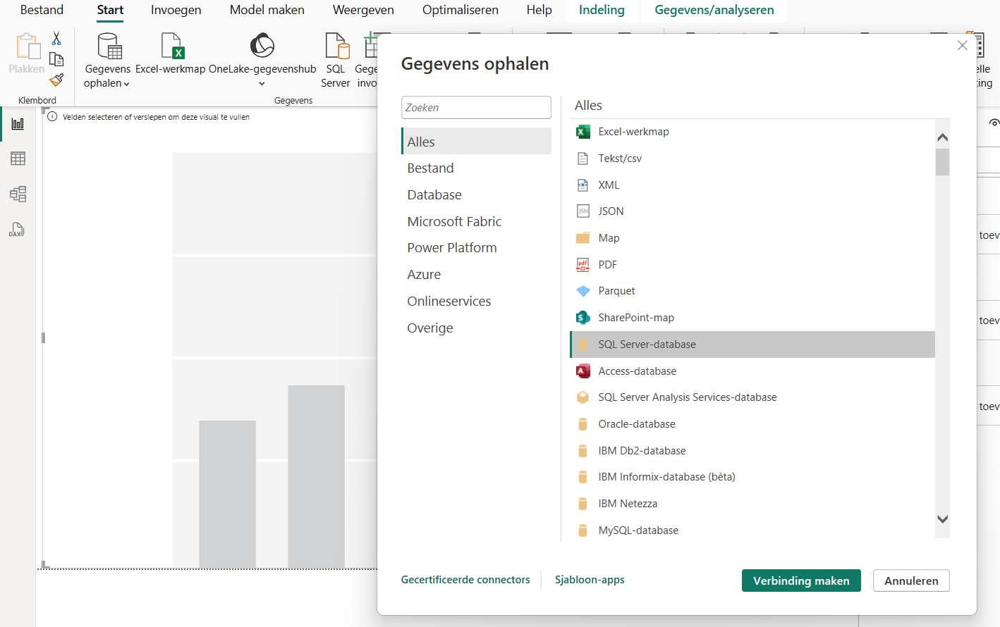 Bestand Start Invoegen Model maken Weergeven Optimaliseren Help Indeling Gegevens/analyseren
Plakken
Klembord
Gegevens ophalen
Excel-werkmap
OneLake-gegevenshub
SQL Server
Gegevens
Velden selecteren of verslepen om deze visual te vullen
DAX
Gegevens ophalen
Zoeken
Alles
Bestand
Database
Microsoft Fabric
Power Platform
Azure
Onlineservices
Overige
Alles
Excel-werkmap
Tekst/csv
XML
JSON
Map
PDF
Parquet
SharePoint-map
SQL Server-database
Access-database
SQL Server Analysis Services-database
Oracle-database
IBM Db2-database
IBM Informix-database (bèta)
IBM Netezza
MySQL-database
Gecertificeerde connectors
Sjabloon-apps
Verbinding maken
Annuleren
toev
toev
toev